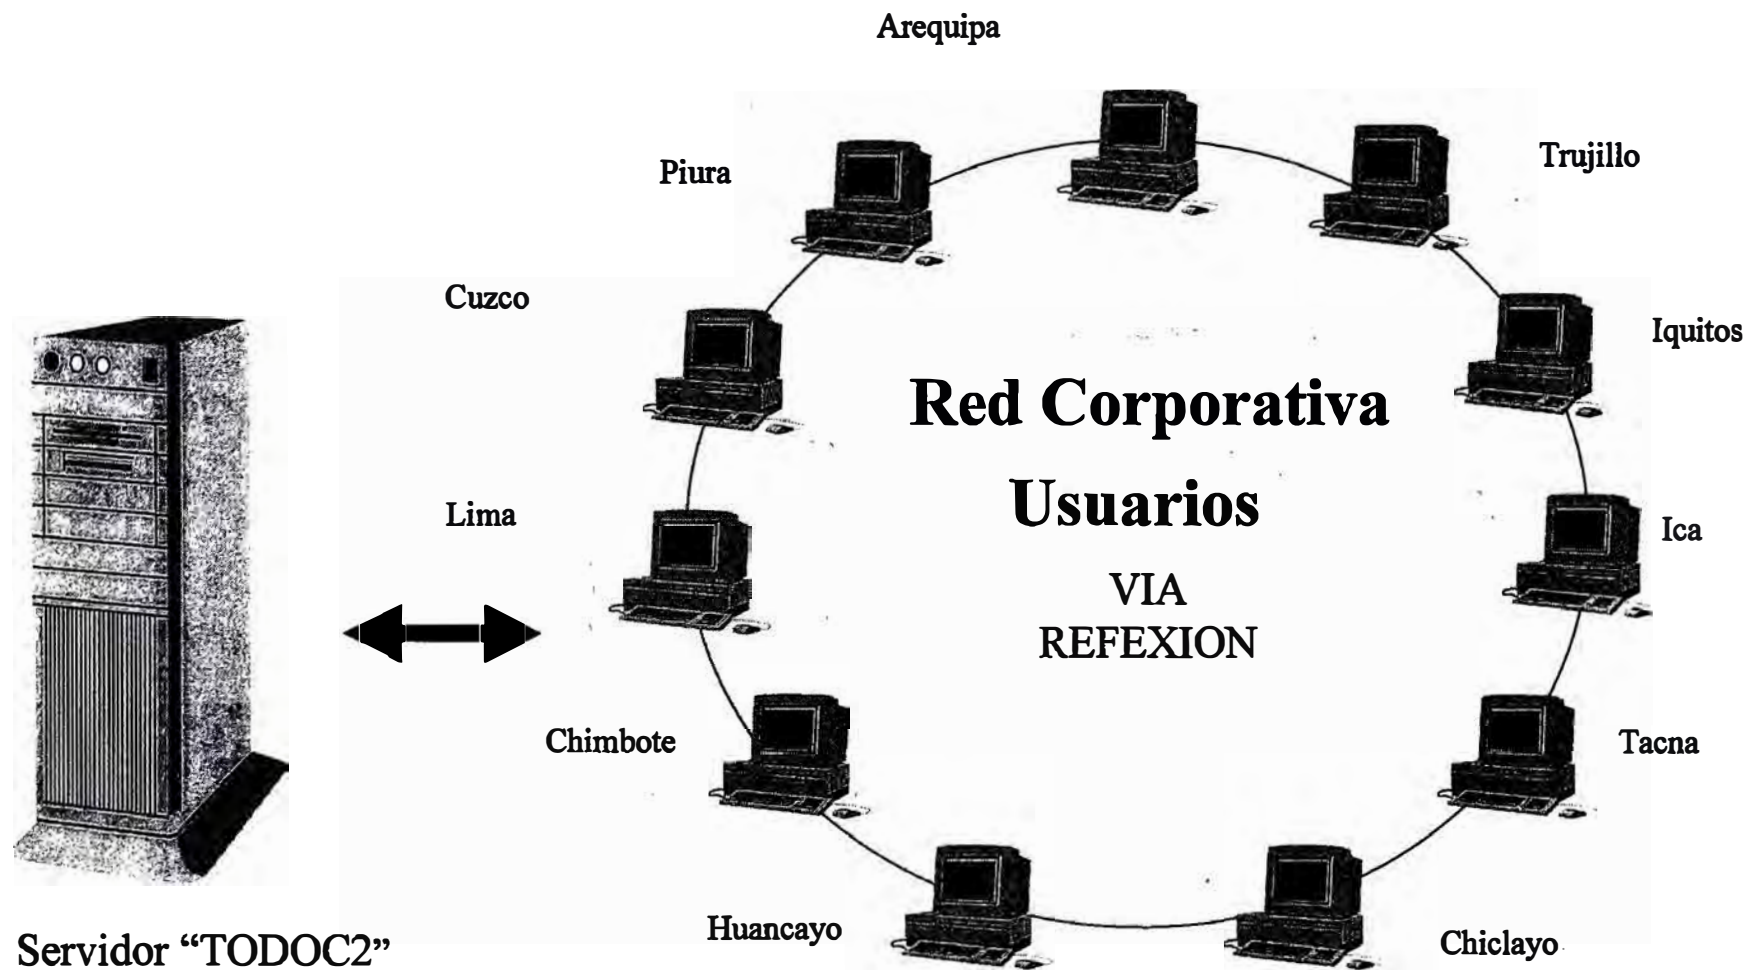 Arequipa
Piura
Trujillo
Cuzco
Iquitos
Red Corporativa
Usuarios
Lima
Ica
VIA
REFEXION
Chimbote
Tacna
Huancayo
Chiclayo
Servidor “TODOC2”